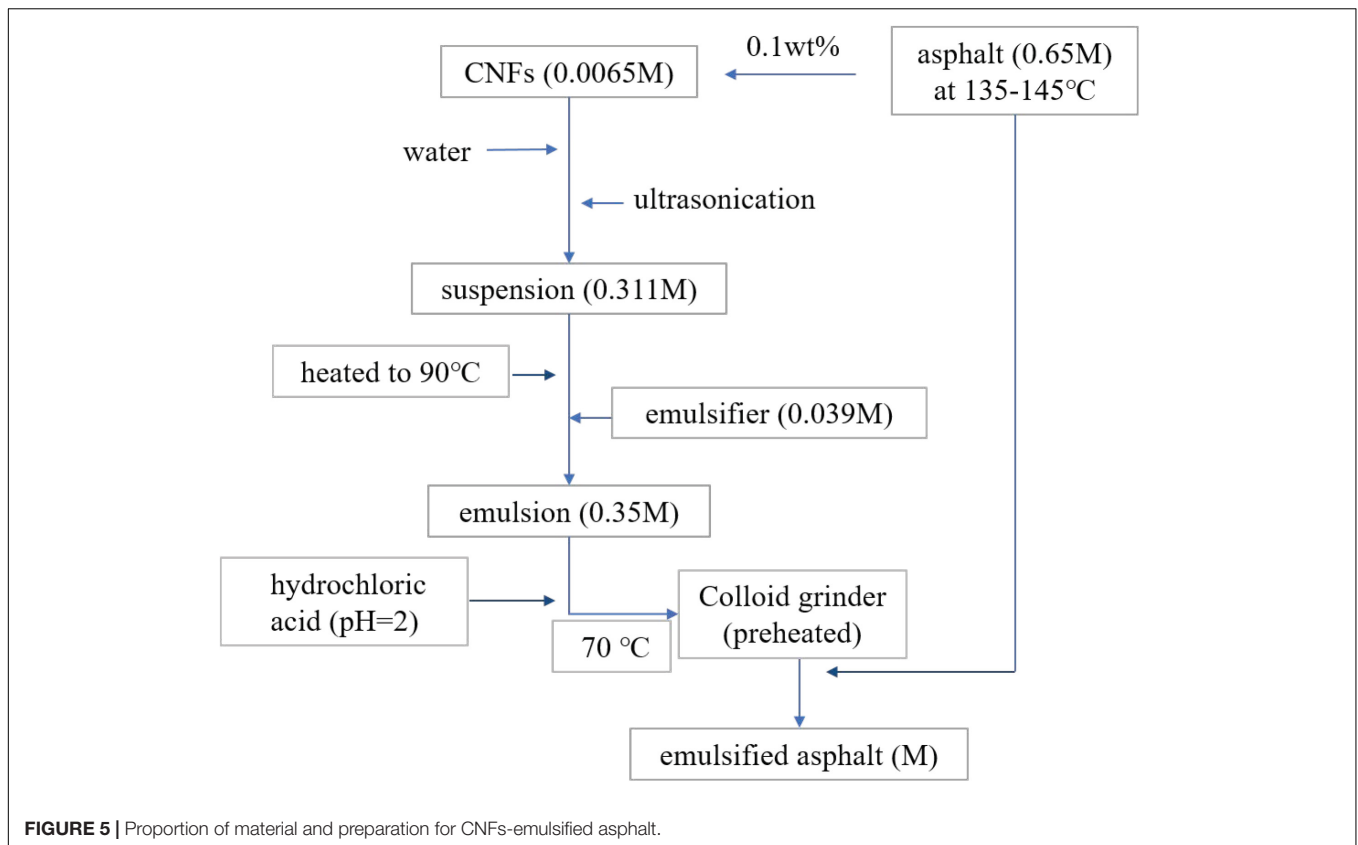 0.1wt%
CNFs (0.0065M)
asphalt (0.65M)
at 135-145°C
water
ultrasonication
suspension (0.311M)
heated to 90°C
emulsifier (0.039M)
emulsion (0.35M)
hydrochloric
acid (pH=2)
70 °C
Colloid grinder
(preheated)
emulsified asphalt (M)
FIGURE 5 | Proportion of material and preparation for CNFs-emulsified asphalt.